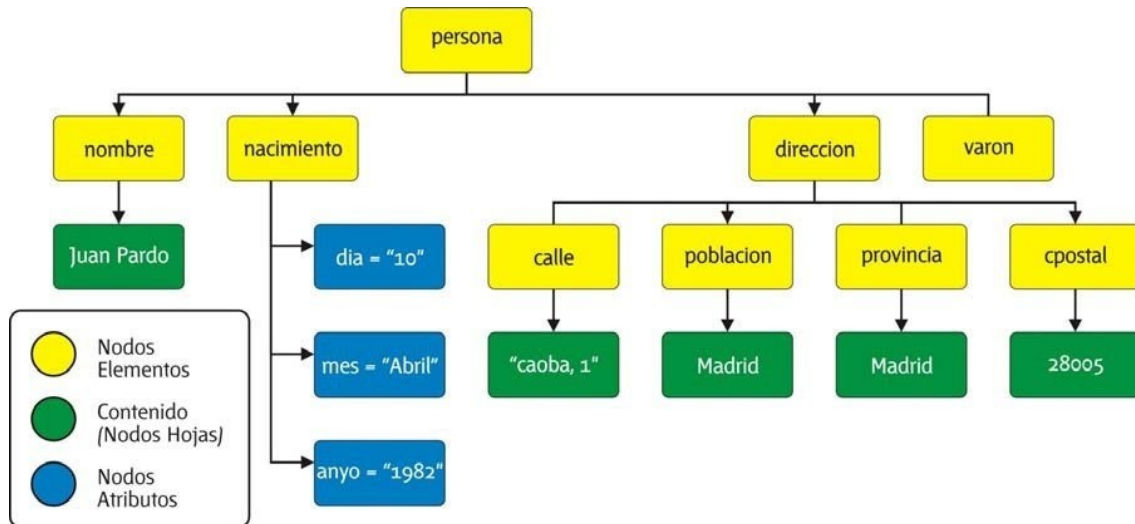 persona
nombre
nacimiento
direccion
varon
Juan Pardo
dia = "10"
calle
poblacion
provincia
cpostal
mes = "Abril"
"caoba, 1"
Madrid
Madrid
28005
anyo = "1982"
Nodos
Elementos
Contenido
(Nodos Hojas)
Nodos
Atributos